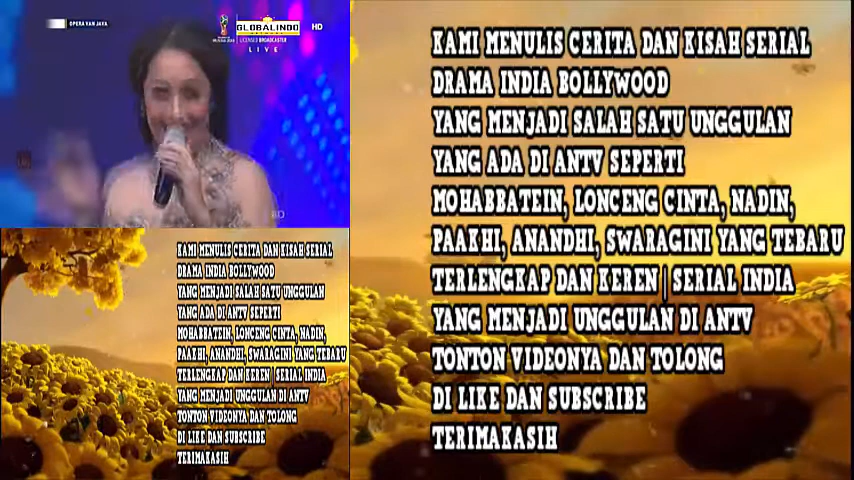 OPERA VAN JAVA
GLOBALINDO
LICENSED BROADCASTER
LIVE
HD
KAMI MENULIS CERITA DAN KISAH SERIAL
DRAMA INDIA BOLLYWOOD
YANG MENJADI SALAH SATU UNGGULAN
YANG ADA DI ANTV SEPERTI
MOHABBATEIN, LONCENG CINTA, NADIN,
PAAKHI, ANANDHI, SWARAGINI YANG TEBARU
TERLENGKAP DAN KEREN | SERIAL INDIA
YANG MENJADI UNGGULAN DI ANTV
TONTON VIDEONYA DAN TOLONG
DI LIKE DAN SUBSCRIBE
TERIMAKASIH
KAMI MENULIS CERITA DAN KISAH SERIAL
DRAMA INDIA BOLLYWOOD
YANG MENJADI SALAH SATU UNGGULAN
YANG ADA DI ANTV SEPERTI
MOHABBATEIN, LONCENG CINTA, NADIN,
PAAKHI, ANANDHI, SWARAGINI YANG TEBARU
TERLENGKAP DAN KEREN | SERIAL INDIA
YANG MENJADI UNGGULAN DI ANTV
TONTON VIDEONYA DAN TOLONG
DI LIKE DAN SUBSCRIBE
TERIMAKASIH